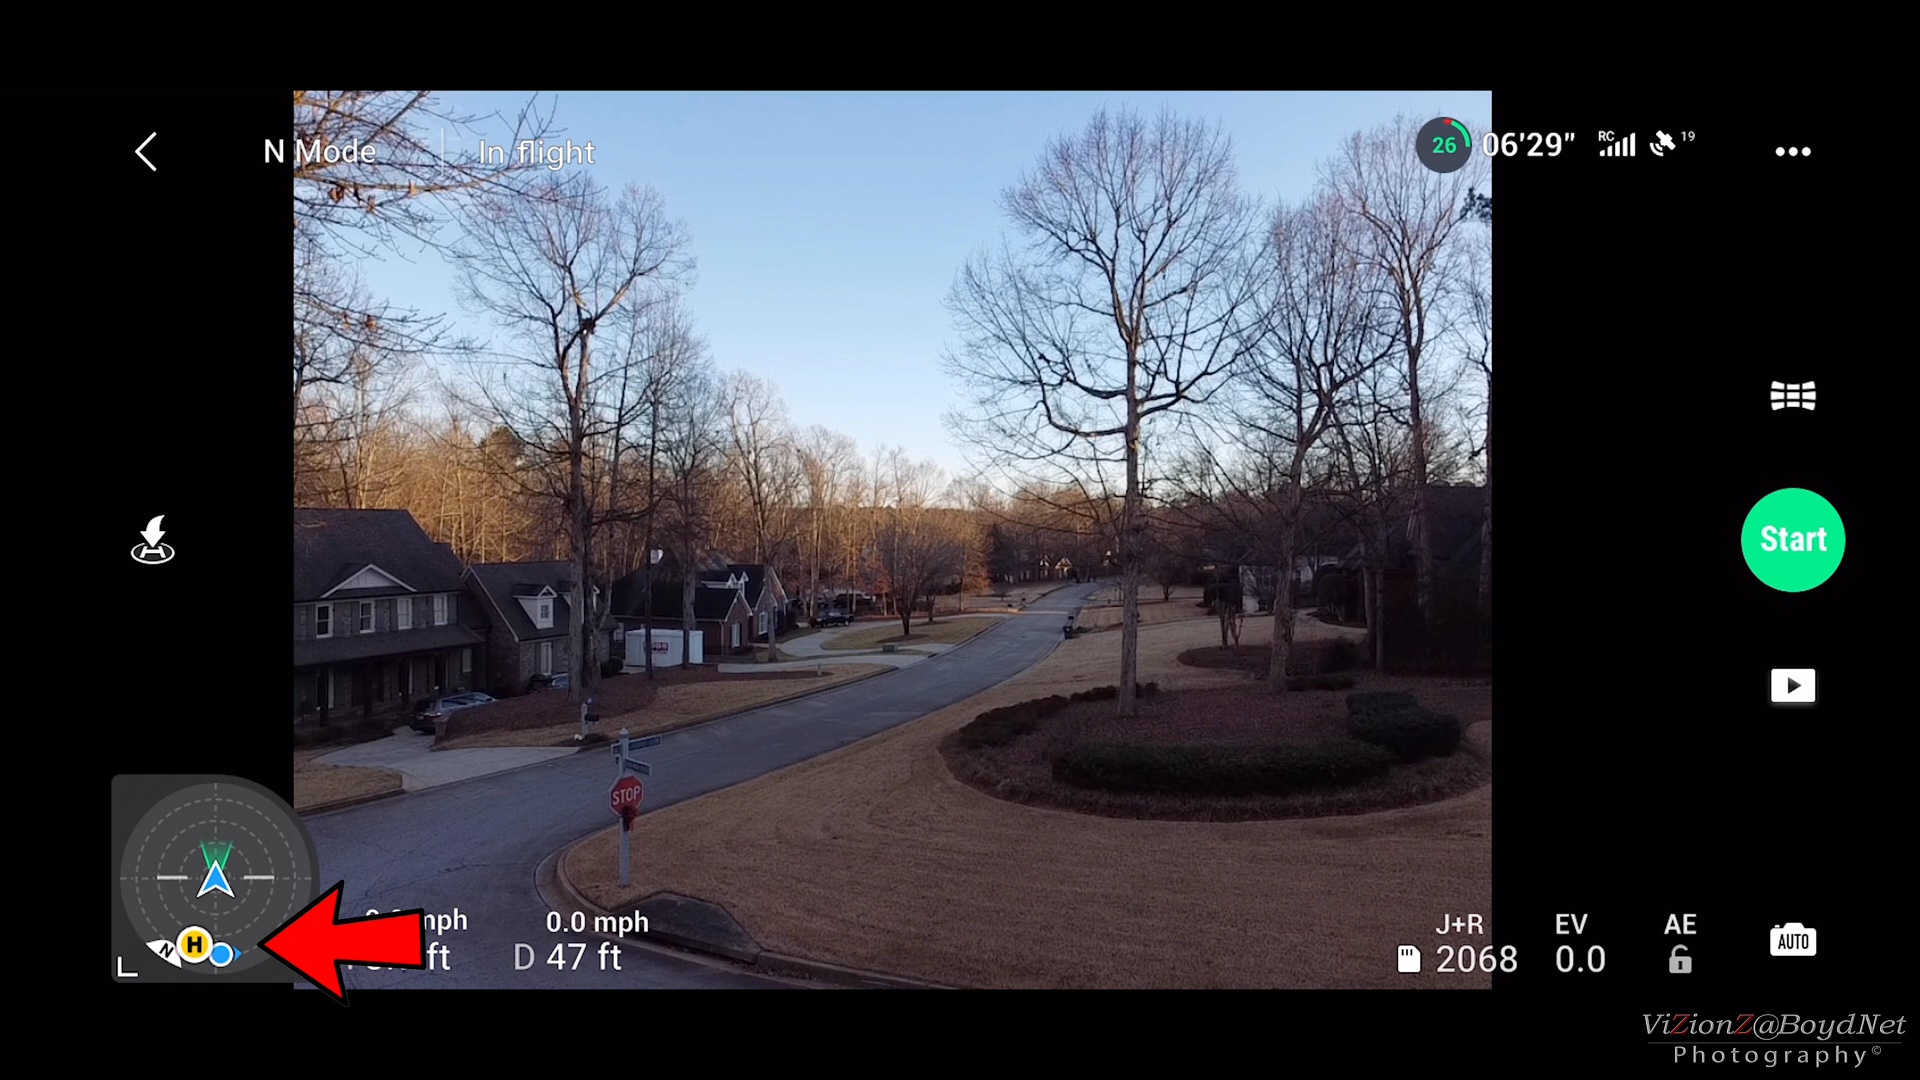 N Mode
In flight
26
06'29"
RC
19
Start
STOP
N
H
mph
0.0 mph
ft
D 47 ft
J+R
2068
EV
0.0
AE
AUTO
ViZionZ@BoydNet
Photography©